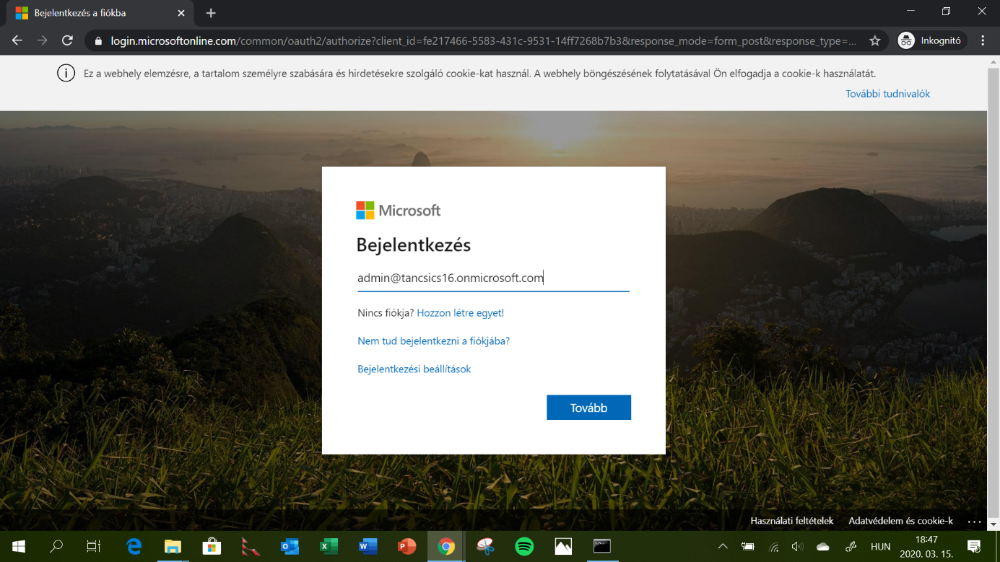 Bejelentkezés a fiókba
login.microsoftonline.com/common/oauth2/authorize?client_id=fe217466-5583-431c-9531-14ff7268b7b3&response_mode=form_post&response_type=...
Inkognitó
Ez a webhely elemzésre, a tartalom személyre szabására és hirdetésekre szolgáló cookie-kat használ. A webhely böngészésének folytatásával Ön elfogadja a cookie-k használatát.
További tudnivalók
Microsoft
Bejelentkezés
admin@tancsics16.onmicrosoft.com
Nincs fiókja? Hozzon létre egyet!
Nem tud bejelentkezni a fiókjába?
Bejelentkezési beállítások
Tovább
Használati feltételek Adatvédelem és cookie-k ...
HUN
18:47
2020. 03. 15.